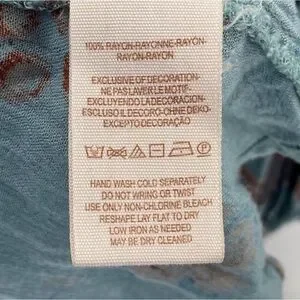 100% RAYON-RAYONNE-RAYON-
RAYON-RAYON
EXCLUSIVE OF DECORATION-
NE PAS LAVER LE MOTIF-
EXCLUYENDO LA DECORACION-
ESCLUSO IL DECORO-OHNE DEKO-
EXCEPTO DECORAÇÃO
HAND WASH COLD SEPARATELY
DO NOT WRING OR TWIST
USE ONLY NON-CHLORINE BLEACH
RESHAPE LAY FLAT TO DRY
LOW IRON AS NEEDED
MAY BE DRY CLEANED